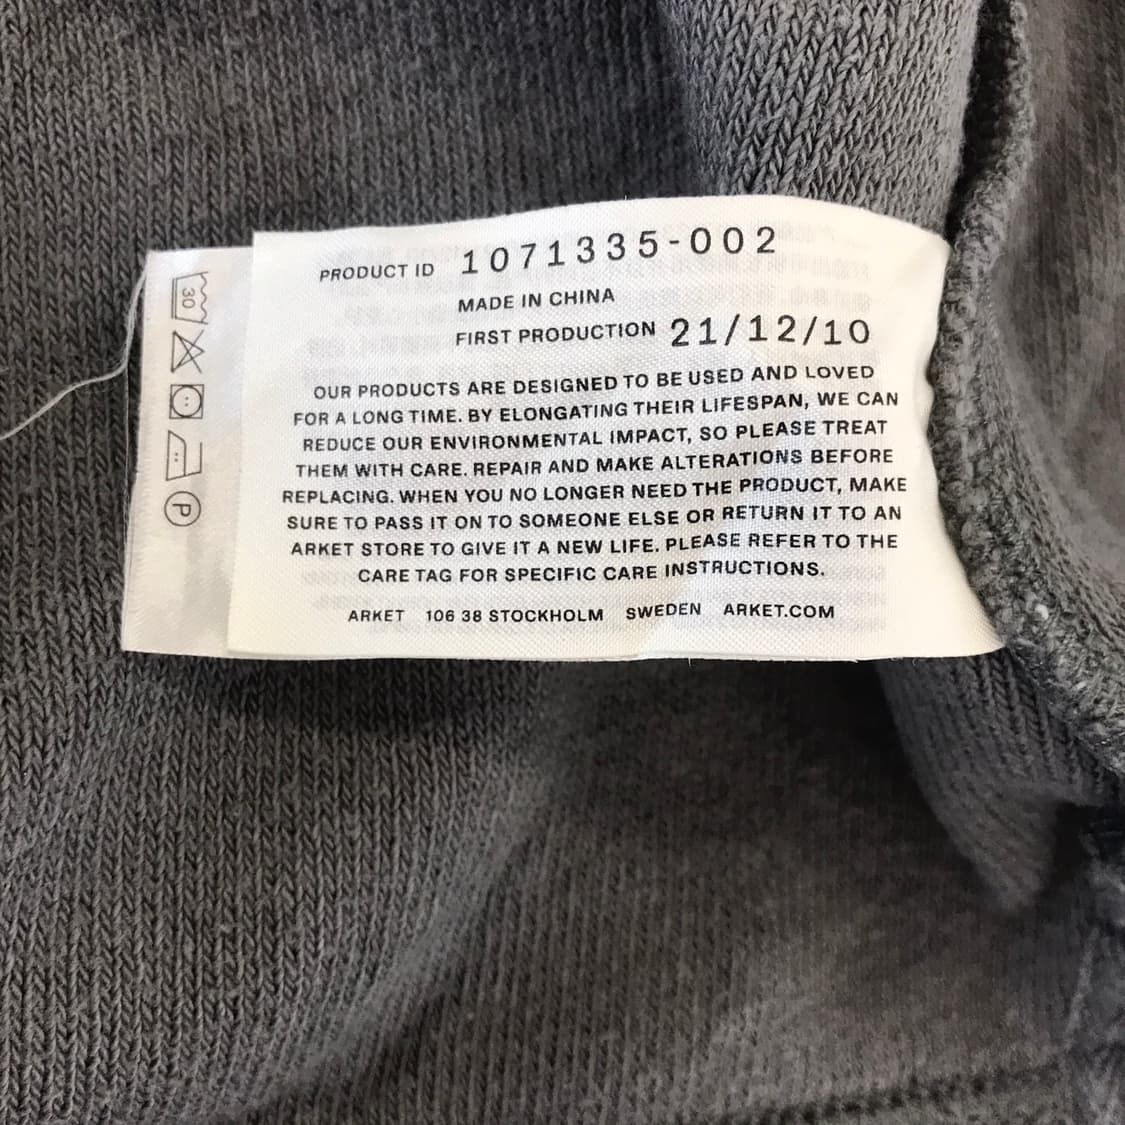 PRODUCT ID 1071335-002
MADE IN CHINA
FIRST PRODUCTION 21/12/10
OUR PRODUCTS ARE DESIGNED TO BE USED AND LOVED
FOR A LONG TIME. BY ELONGATING THEIR LIFESPAN, WE CAN
REDUCE OUR ENVIRONMENTAL IMPACT, SO PLEASE TREAT
THEM WITH CARE. REPAIR AND MAKE ALTERATIONS BEFORE
REPLACING. WHEN YOU NO LONGER NEED THE PRODUCT, MAKE
SURE TO PASS IT ON TO SOMEONE ELSE OR RETURN IT TO AN
ARKET STORE TO GIVE IT A NEW LIFE. PLEASE REFER TO THE
CARE TAG FOR SPECIFIC CARE INSTRUCTIONS.
ARKET 106 38 STOCKHOLM SWEDEN ARKET.COM
30
P